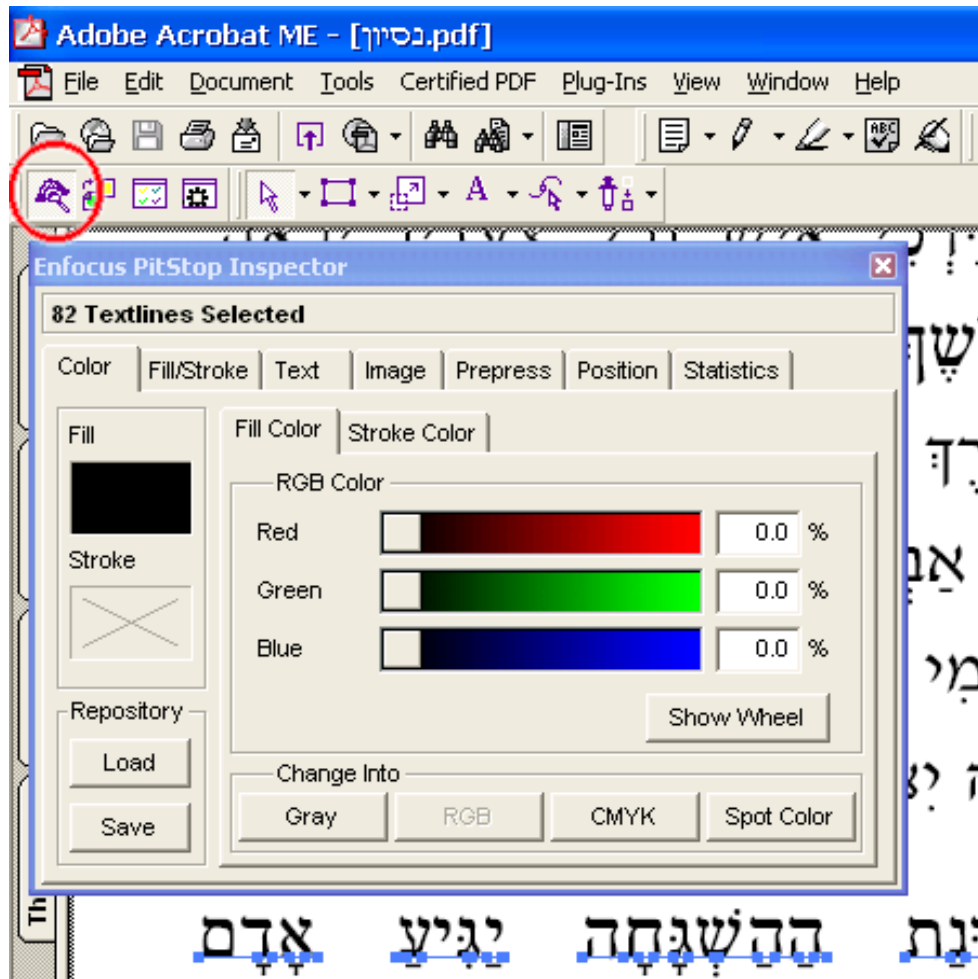 Adobe Acrobat ME - [נסיון.pdf]
File Edit Document Tools Certified PDF Plug-Ins View Window Help
Enfocus PitStop Inspector
82 Textlines Selected
Color Fill/Stroke Text Image Prepress Position Statistics
Fill
Fill Color Stroke Color
RGB Color
Red 0.0 %
Stroke
Green 0.0 %
Blue 0.0 %
Show Wheel
Repository
Load
Save
Change Into
Gray RGB CMYK Spot Color
Th
הַהַשְׁגָּחָה יַגִּיעַ אָדָם